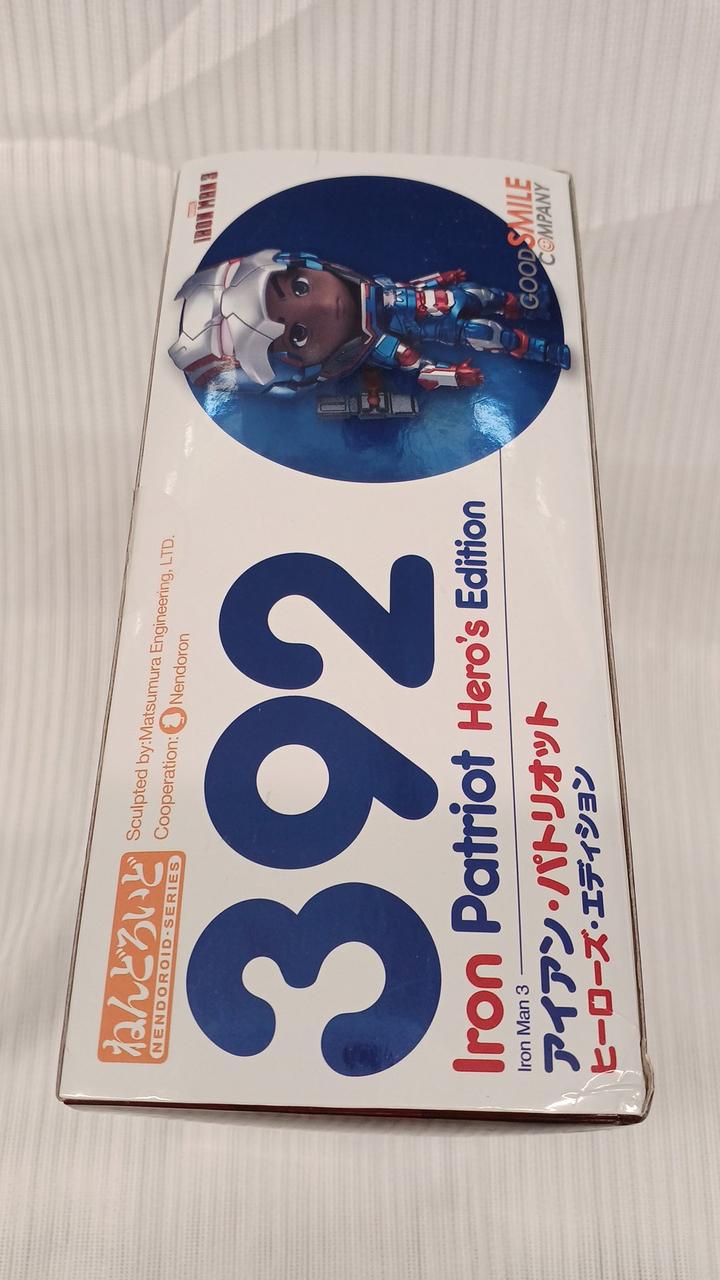 ねんどろいど
NENDOROID·SERIES
Sculpted by:Matsumura Engineering, LTD.
Cooperation: Nendoron
MARVEL
IRON MAN 3
392
Iron Patriot Hero's Edition
Iron Man 3
アイアン・パトリオット
ヒーローズ・エディション
GOOD SMILE
COMPANY